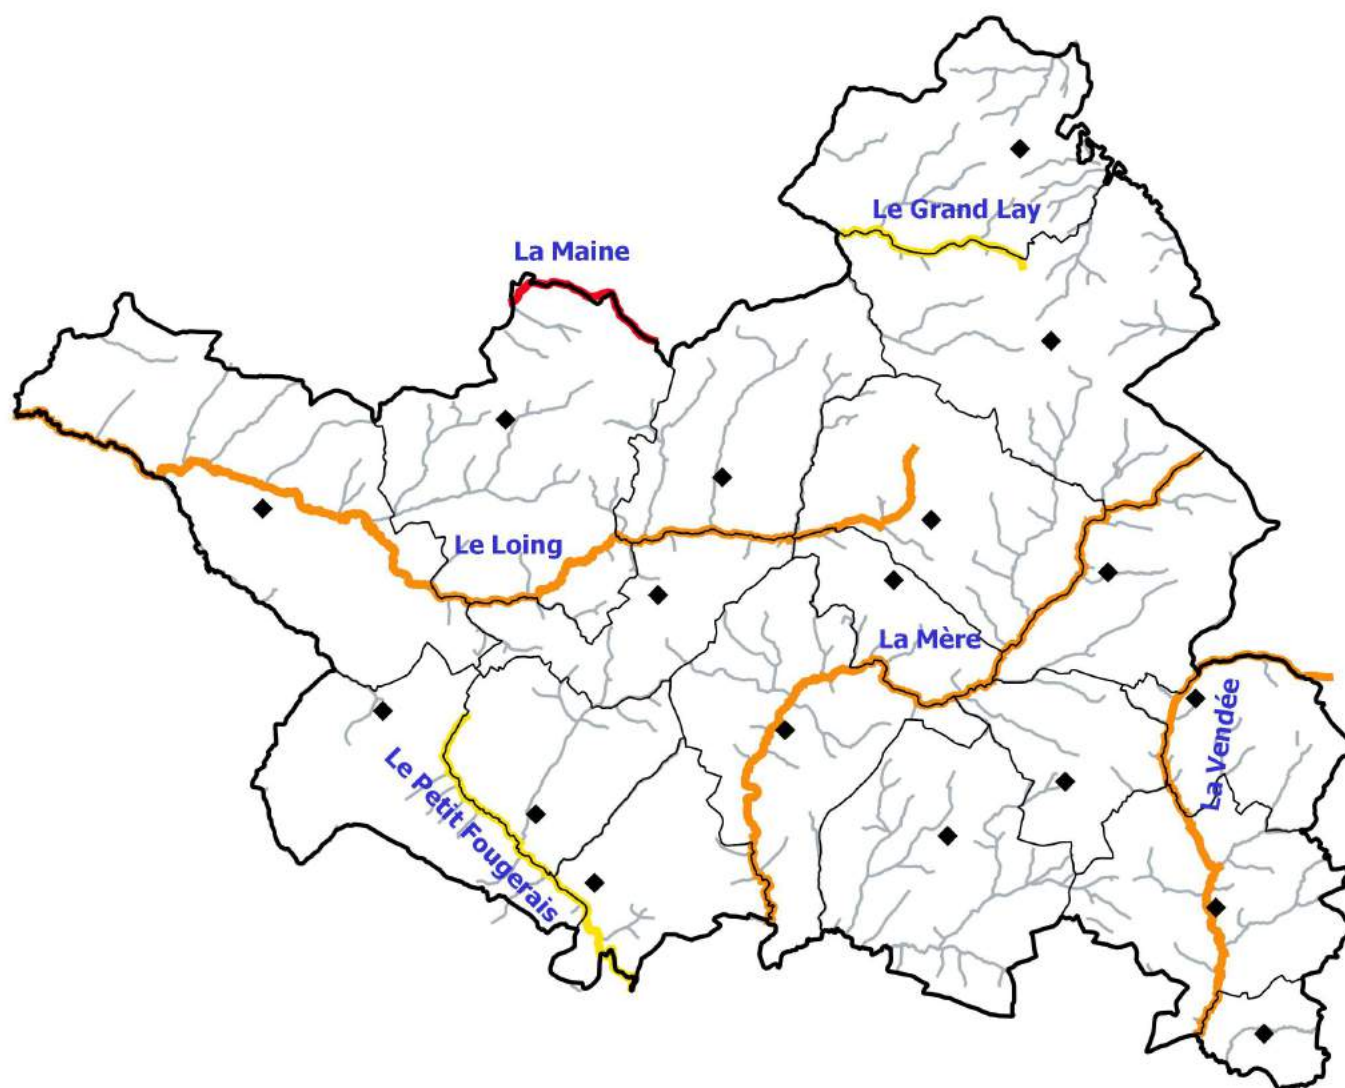 Le Grand Lay
La Maine
Le Loing
La Mère
La Vendée
Le Petit Fougerais